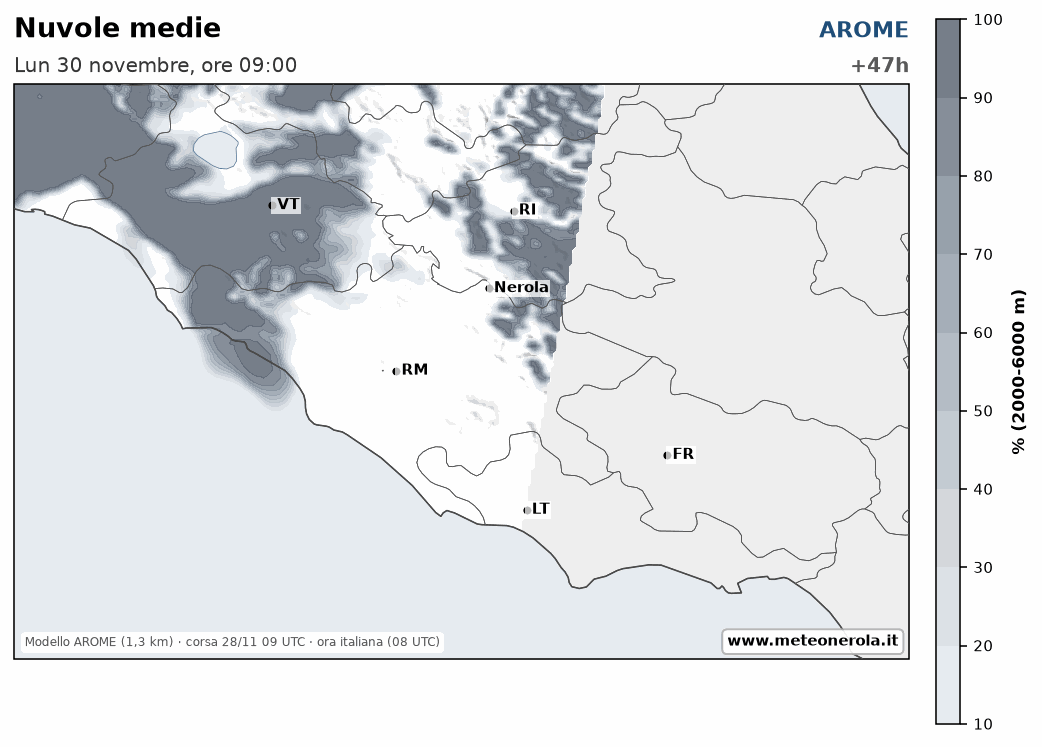 Nuvole medie
AROME
Lun 30 novembre, ore 09:00
+47h
100
90
80
70
60
50
40
30
20
10
% (2000-6000 m)
VT
RI
Nerola
RM
FR
LT
Modello AROME (1,3 km) · corsa 28/11 09 UTC · ora italiana (08 UTC)
www.meteonerola.it